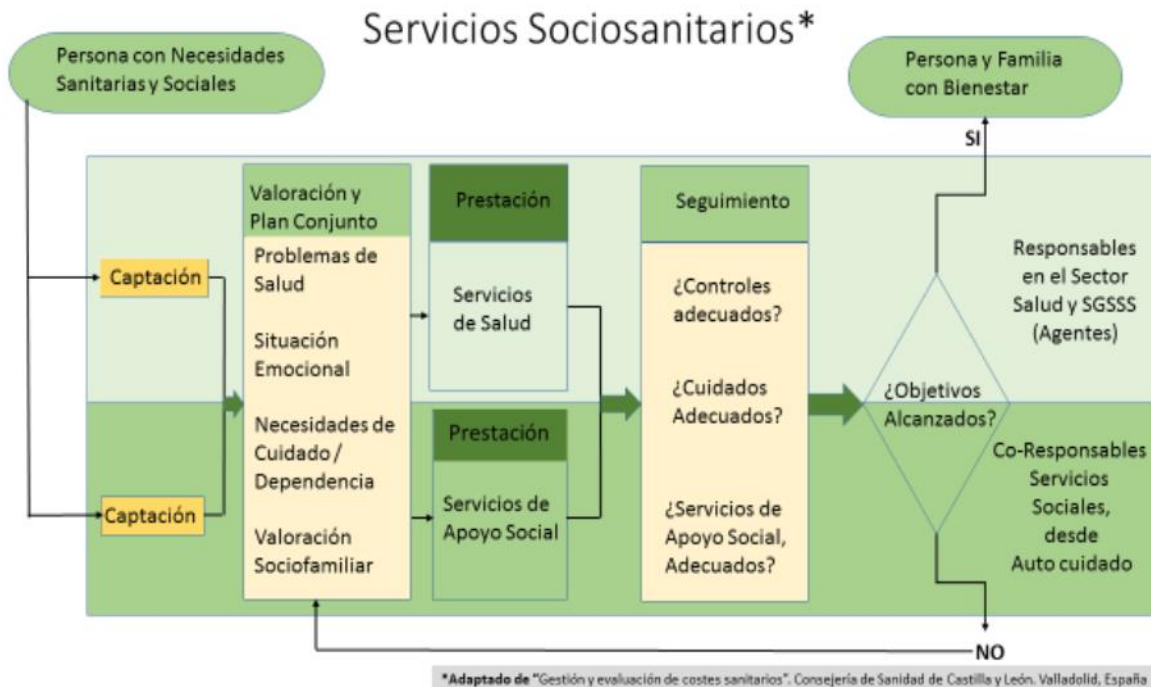 Servicios Sociosanitarios*
Persona con Necesidades
Sanitarias y Sociales
Persona y Familia
con Bienestar
SI
Captación
Captación
Valoración y
Plan Conjunto
Problemas de
Salud
Situación
Emocional
Necesidades de
Cuidado /
Dependencia
Valoración
Sociofamiliar
Prestación
Servicios
de Salud
Prestación
Servicios de
Apoyo Social
Seguimiento
¿Controles
adecuados?
¿Cuidados
Adecuados?
¿Servicios de
Apoyo Social,
Adecuados?
¿Objetivos
Alcanzados?
Responsables
en el Sector
Salud y SGSSS
(Agentes)
Co-Responsables
Servicios
Sociales,
desde
Auto cuidado
NO
*Adaptado de "Gestión y evaluación de costes sanitarios". Consejería de Sanidad de Castilla y León. Valladolid, España